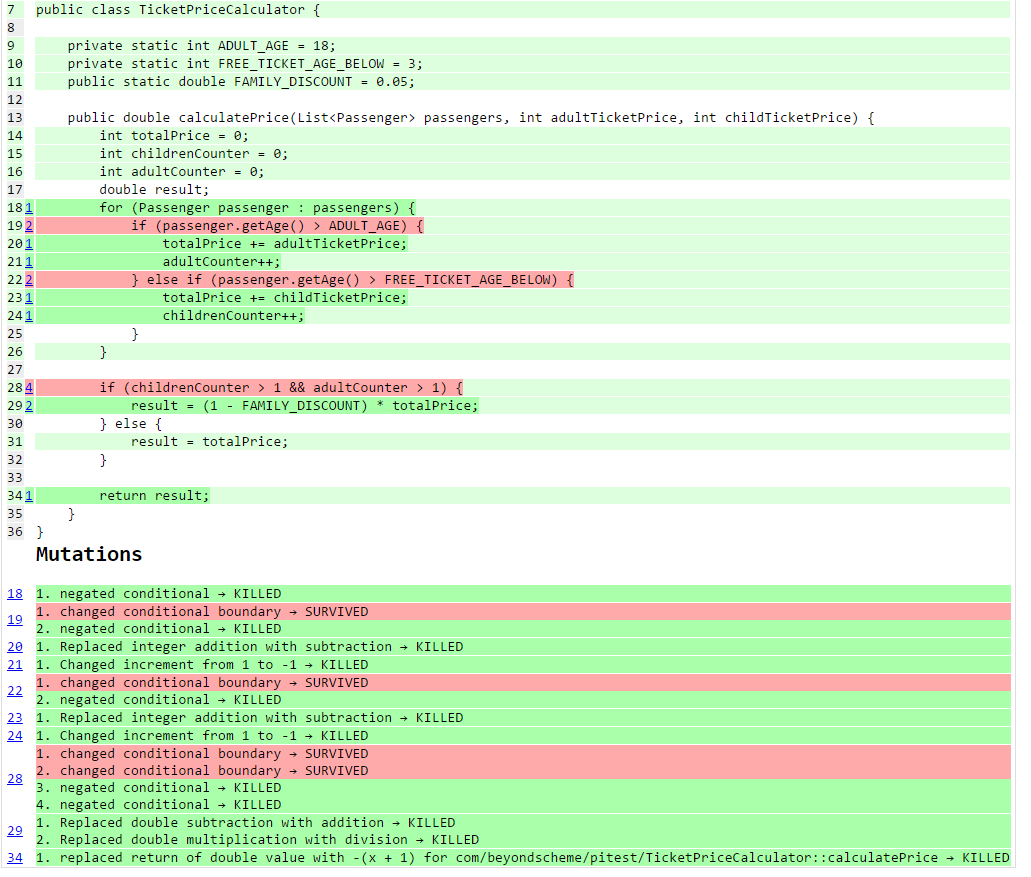 7 public class TicketPriceCalculator {
8
9 private static int ADULT_AGE = 18;
10 private static int FREE_TICKET_AGE_BELOW = 3;
11 public static double FAMILY_DISCOUNT = 0.05;
12
13 public double calculatePrice(List<Passenger> passengers, int adultTicketPrice, int childTicketPrice) {
14 int totalPrice = 0;
15 int childrenCounter = 0;
16 int adultCounter = 0;
17 double result;
18 1 for (Passenger passenger : passengers) {
19 2 if (passenger.getAge() > ADULT_AGE) {
20 1 totalPrice += adultTicketPrice;
21 1 adultCounter++;
22 2 } else if (passenger.getAge() > FREE_TICKET_AGE_BELOW) {
23 1 totalPrice += childTicketPrice;
24 1 childrenCounter++;
25 }
26 }
27
28 4 if (childrenCounter > 1 && adultCounter > 1) {
29 2 result = (1 - FAMILY_DISCOUNT) * totalPrice;
30 } else {
31 result = totalPrice;
32 }
33
34 1 return result;
35 }
36 }
Mutations
18 1. negated conditional → KILLED
19 1. changed conditional boundary → SURVIVED
2. negated conditional → KILLED
20 1. Replaced integer addition with subtraction → KILLED
21 1. Changed increment from 1 to -1 → KILLED
22 1. changed conditional boundary → SURVIVED
2. negated conditional → KILLED
23 1. Replaced integer addition with subtraction → KILLED
24 1. Changed increment from 1 to -1 → KILLED
28 1. changed conditional boundary → SURVIVED
2. changed conditional boundary → SURVIVED
3. negated conditional → KILLED
4. negated conditional → KILLED
29 1. Replaced double subtraction with addition → KILLED
2. Replaced double multiplication with division → KILLED
34 1. replaced return of double value with -(x + 1) for com/beyondscheme/pitest/TicketPriceCalculator::calculatePrice → KILLED